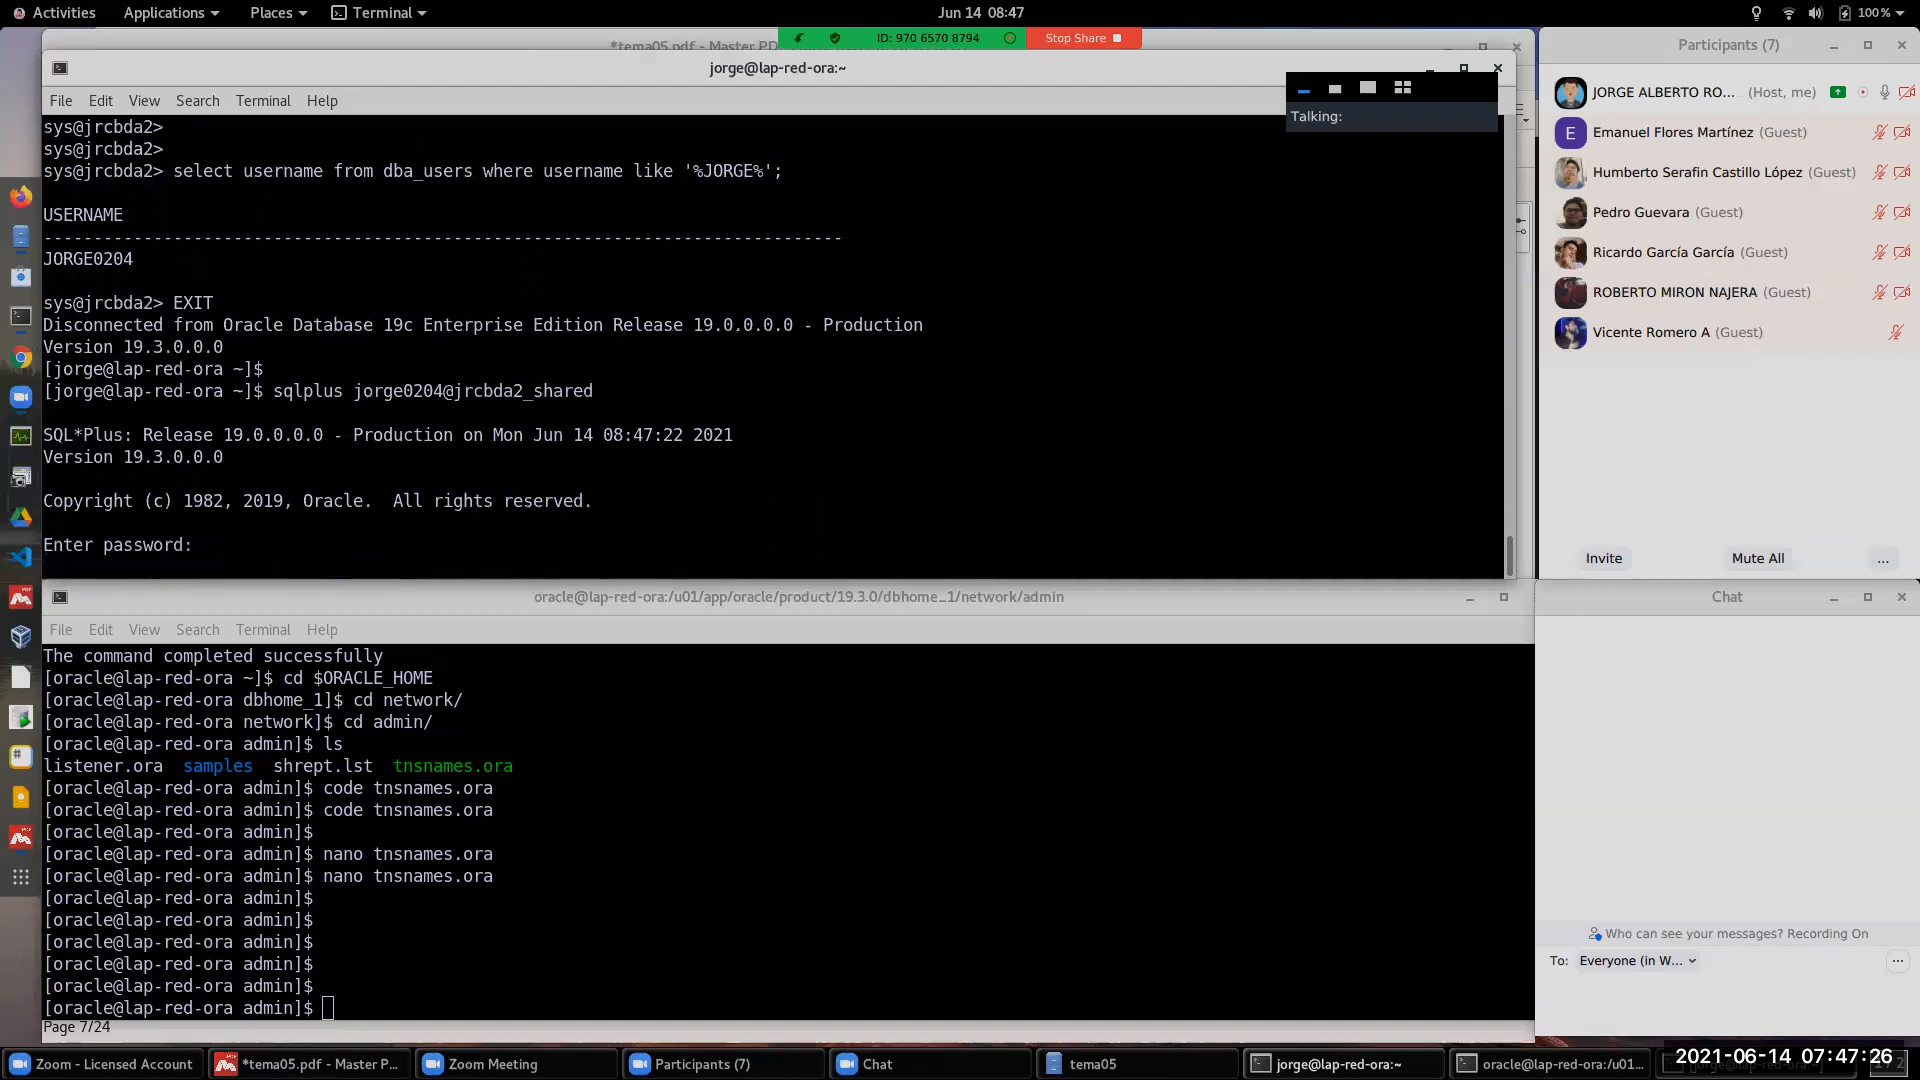 Activities Applications Places Terminal Jun 14 08:47 100%
*tema05.pdf - Master PD
ID: 970 6570 8794 Stop Share
jorge@lap-red-ora:~
File Edit View Search Terminal Help
Talking:
sys@jrcbda2>
sys@jrcbda2>
sys@jrcbda2> select username from dba_users where username like '%JORGE%';
USERNAME
--------------------------------------------------------------------------------
JORGE0204
sys@jrcbda2> EXIT
Disconnected from Oracle Database 19c Enterprise Edition Release 19.0.0.0.0 - Production
Version 19.3.0.0.0
[jorge@lap-red-ora ~]$
[jorge@lap-red-ora ~]$ sqlplus jorge0204@jrcbda2_shared
SQL*Plus: Release 19.0.0.0.0 - Production on Mon Jun 14 08:47:22 2021
Version 19.3.0.0.0
Copyright (c) 1982, 2019, Oracle.  All rights reserved.
Enter password:
oracle@lap-red-ora:/u01/app/oracle/product/19.3.0/dbhome_1/network/admin
File Edit View Search Terminal Help
The command completed successfully
[oracle@lap-red-ora ~]$ cd $ORACLE_HOME
[oracle@lap-red-ora dbhome_1]$ cd network/
[oracle@lap-red-ora network]$ cd admin/
[oracle@lap-red-ora admin]$ ls
listener.ora  samples  shrept.lst  tnsnames.ora
[oracle@lap-red-ora admin]$ code tnsnames.ora
[oracle@lap-red-ora admin]$ code tnsnames.ora
[oracle@lap-red-ora admin]$
[oracle@lap-red-ora admin]$ nano tnsnames.ora
[oracle@lap-red-ora admin]$ nano tnsnames.ora
[oracle@lap-red-ora admin]$
[oracle@lap-red-ora admin]$
[oracle@lap-red-ora admin]$
[oracle@lap-red-ora admin]$
[oracle@lap-red-ora admin]$
[oracle@lap-red-ora admin]$
Page 7/24
Participants (7)
JORGE ALBERTO RO... (Host, me)
E Emanuel Flores Martínez (Guest)
Humberto Serafin Castillo López (Guest)
Pedro Guevara (Guest)
Ricardo García García (Guest)
ROBERTO MIRON NAJERA (Guest)
Vicente Romero A (Guest)
Invite Mute All ...
Chat
Who can see your messages? Recording On
To: Everyone (in W... ...
Zoom - Licensed Account *tema05.pdf - Master P... Zoom Meeting Participants (7) Chat tema05 jorge@lap-red-ora:~ oracle@lap-red-ora:/u01...
2021-06-14 07:47:26